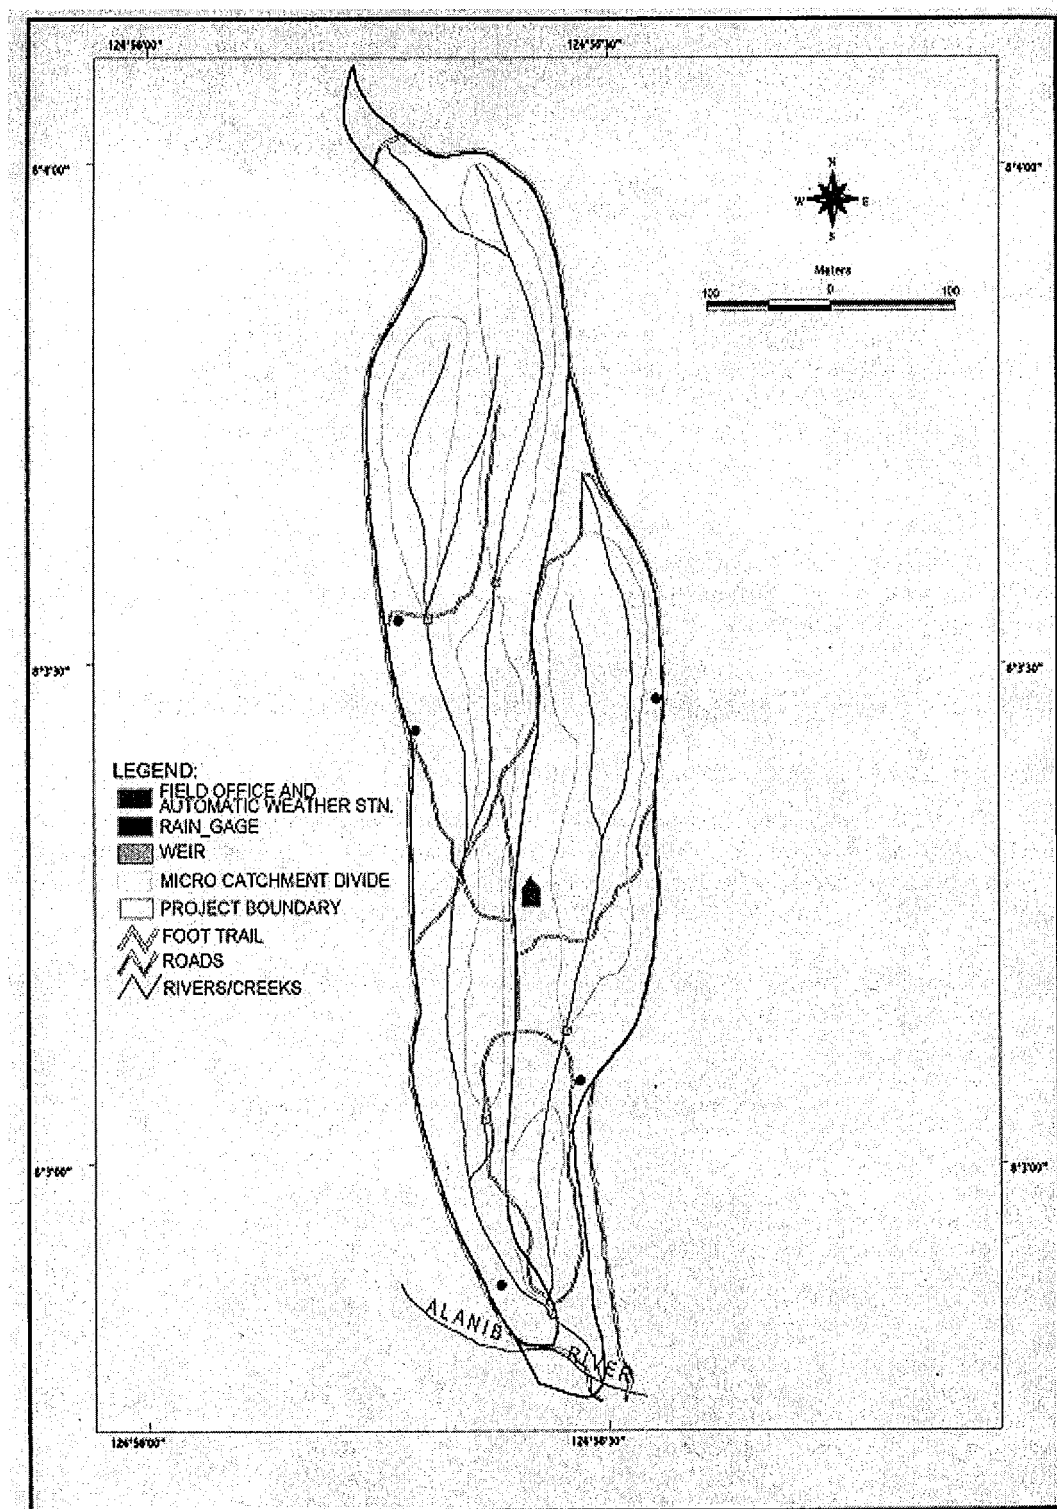 124°56'00"
124°56'30"
8°4'00"
8°4'00"
N
W E
S
Meters
100 0 100
8°3'30"
8°3'30"
LEGEND:
FIELD OFFICE AND
AUTOMATIC WEATHER STN.
RAIN_GAGE
WEIR
MICRO CATCHMENT DIVIDE
PROJECT BOUNDARY
FOOT TRAIL
ROADS
RIVERS/CREEKS
8°3'00"
8°3'00"
ALANIB RIVER
124°56'00"
124°56'30"